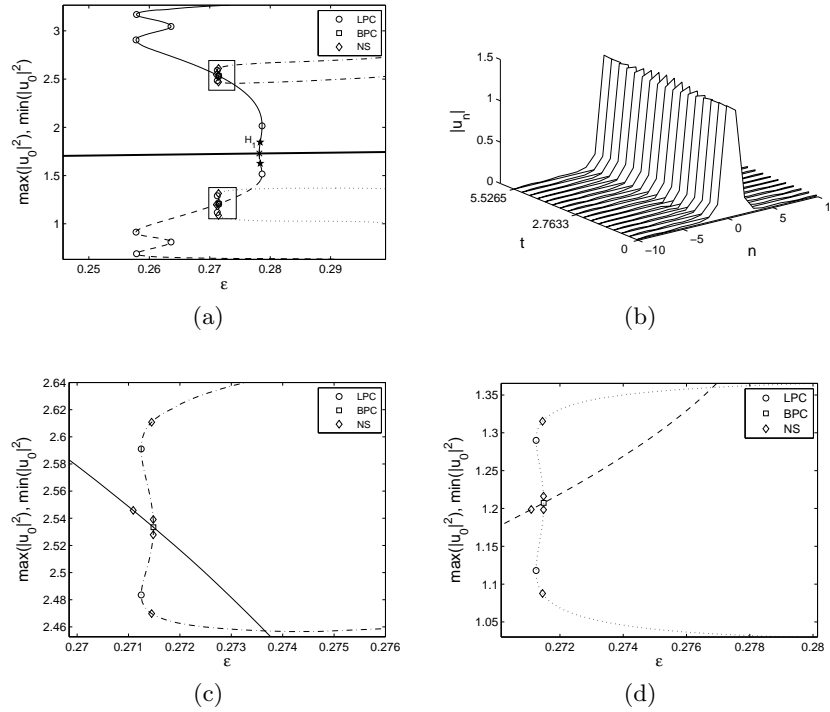 LPC
BPC
NS
3
2.5
2
1.5
1
H1
max(|u0|^2), min(|u0|^2)
0.25
0.26
0.27
0.28
0.29
ε
(a)
1.5
1
0.5
0
|u_n|
5.5265
2.7633
0
t
−10
−5
0
5
1
n
(b)
2.64
2.62
2.6
2.58
2.56
2.54
2.52
2.5
2.48
2.46
max(|u0|^2), min(|u0|^2)
LPC
BPC
NS
0.27
0.271
0.272
0.273
0.274
0.275
0.276
ε
(c)
1.35
1.3
1.25
1.2
1.15
1.1
1.05
max(|u0|^2), min(|u0|^2)
LPC
BPC
NS
0.272
0.274
0.276
0.278
0.28
ε
(d)